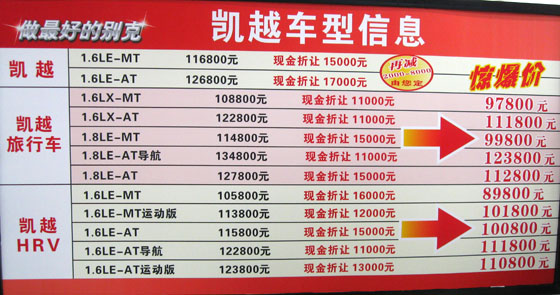 做最好的别克
凯越车型信息
凯越
1.6LE-MT 116800元 现金折让 15000元
1.6LE-AT 126800元 现金折让 17000元
再减
2000-8000
由您定
惊爆价
凯越
旅行车
1.6LX-MT 108800元 现金折让 11000元 97800元
1.6LX-AT 122800元 现金折让 11000元 111800元
1.8LE-MT 114800元 现金折让 15000元 99800元
1.8LE-AT导航 134800元 现金折让 11000元 123800元
1.8LE-AT 127800元 现金折让 15000元 112800元
凯越
HRV
1.6LE-MT 105800元 现金折让 16000元 89800元
1.6LE-MT运动版 113800元 现金折让 12000元 101800元
1.6LE-AT 115800元 现金折让 15000元 100800元
1.6LE-AT导航 122800元 现金折让 11000元 111800元
1.6LE-AT运动版 123800元 现金折让 13000元 110800元